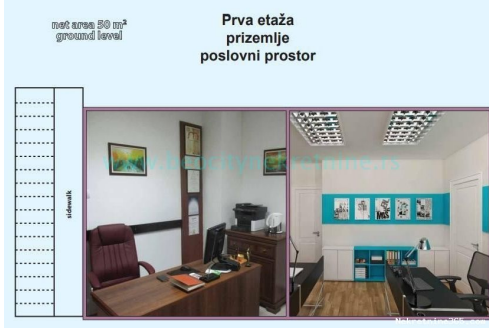 net area 50 m²
ground level
Prva etaža
prizemlje
poslovni prostor
sidewalk